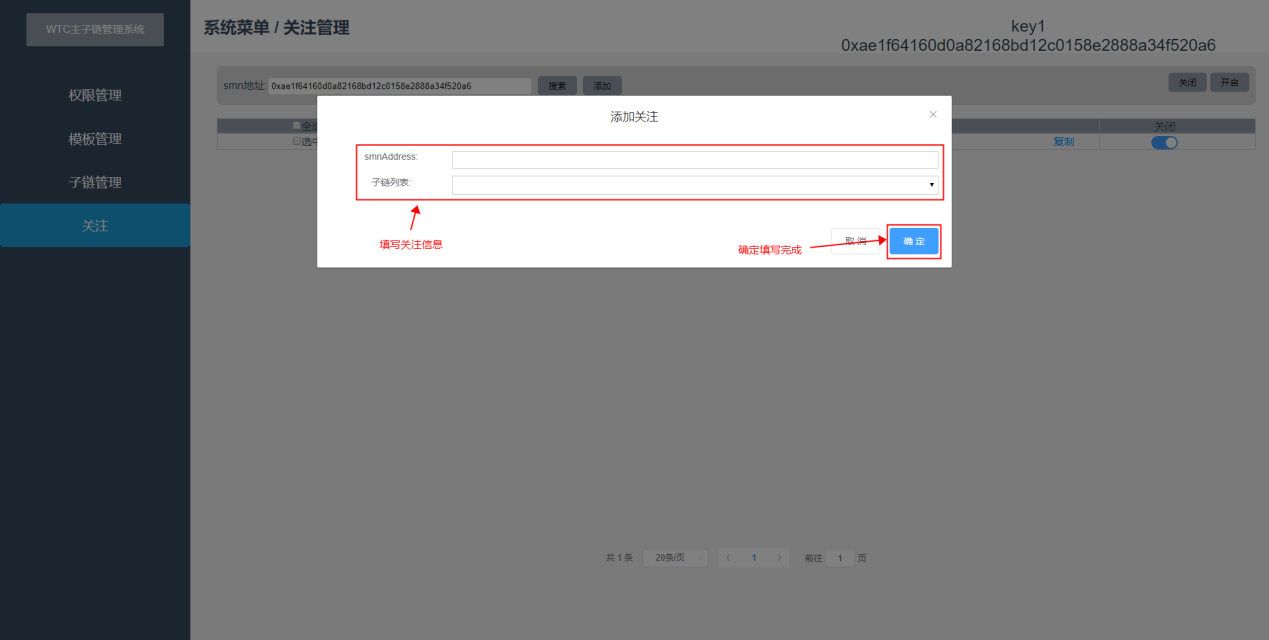 WTC主子链管理系统
权限管理
模板管理
子链管理
关注
系统菜单 / 关注管理
key1
0xae1f64160d0a82168bd12c0158e2888a34f520a6
smn地址: 0xae1f64160d0a82168bd12c0158e2888a34f520a6 搜索 添加 关闭 开启
关闭
选中 复制
添加关注 ×
smnAddress:
子链列表:
填写关注信息
确定填写完成
取 消 确 定
共 1 条 20条/页 < 1 > 前往 1 页